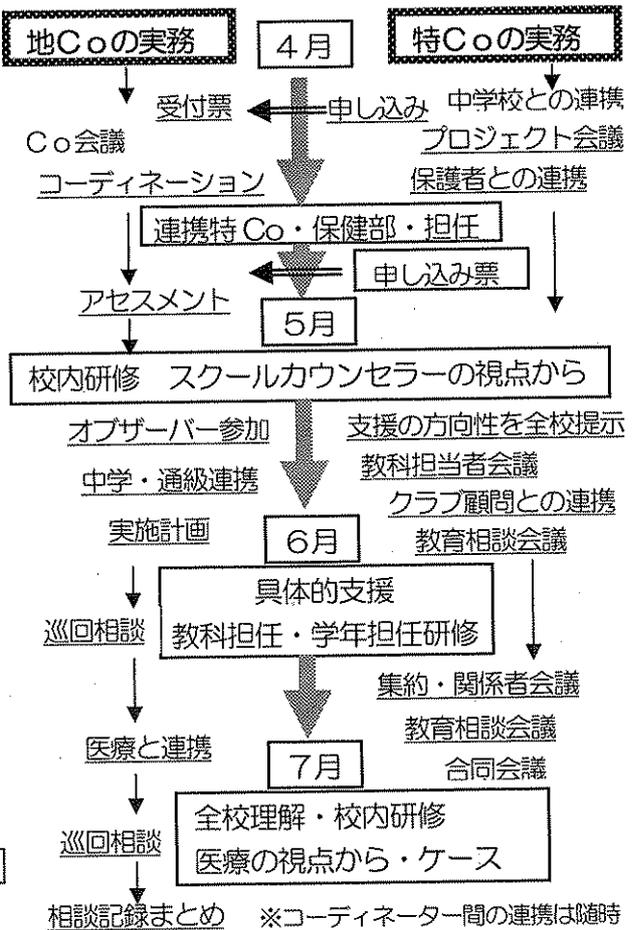 地Coの実務
4月
特Coの実務
受付票
申し込み
中学校との連携
Co会議
プロジェクト会議
コーディネーション
保護者との連携
連携特Co・保健部・担任
申し込み票
アセスメント
5月
校内研修 スクールカウンセラーの視点から
オブザーバー参加
支援の方向性を全校提示
中学・通級連携
教科担当者会議
クラブ顧問との連携
実施計画
6月
教育相談会議
具体的支援
教科担任・学年担任研修
巡回相談
集約・関係者会議
医療と連携
教育相談会議
7月
合同会議
全校理解・校内研修
医療の視点から・ケース
巡回相談
相談記録まとめ
※コーディネーター間の連携は随時